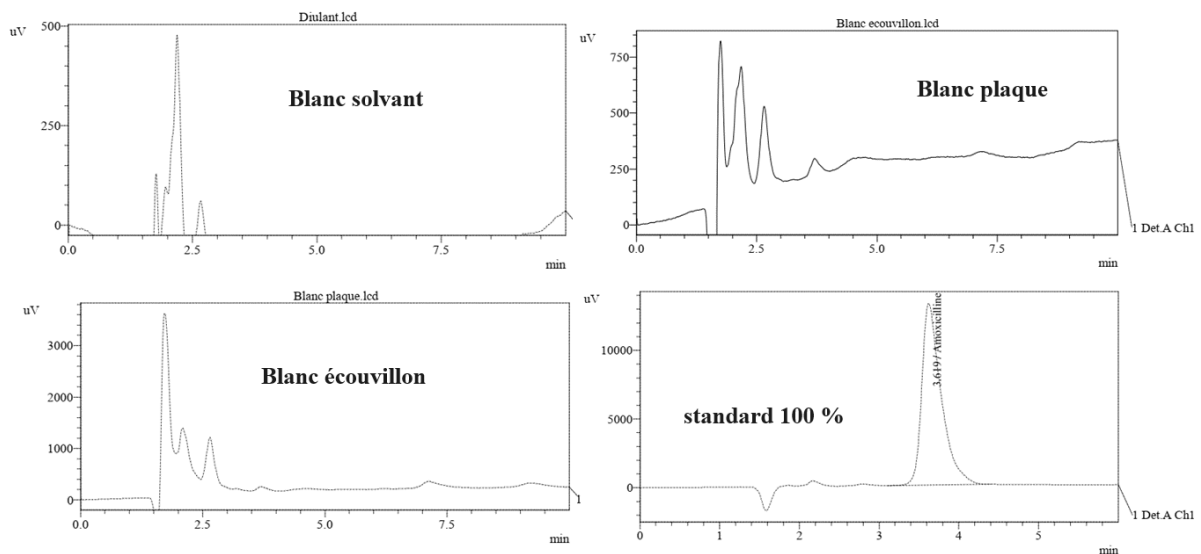 Diulant.lcd
uV
500
250
0
Blanc solvant
0.0 2.5 5.0 7.5
min
Blanc ecouvillon.lcd
uV
750
500
250
0
Blanc plaque
0.0 2.5 5.0 7.5
min
1 Det.A Ch1
Blanc plaque.lcd
uV
3000
2000
1000
0
Blanc écouvillon
0.0 2.5 5.0 7.5
min
1
uV
10000
5000
0
3.619 / Amoxicilline
standard 100 %
0 1 2 3 4 5
min
1 Det.A Ch1